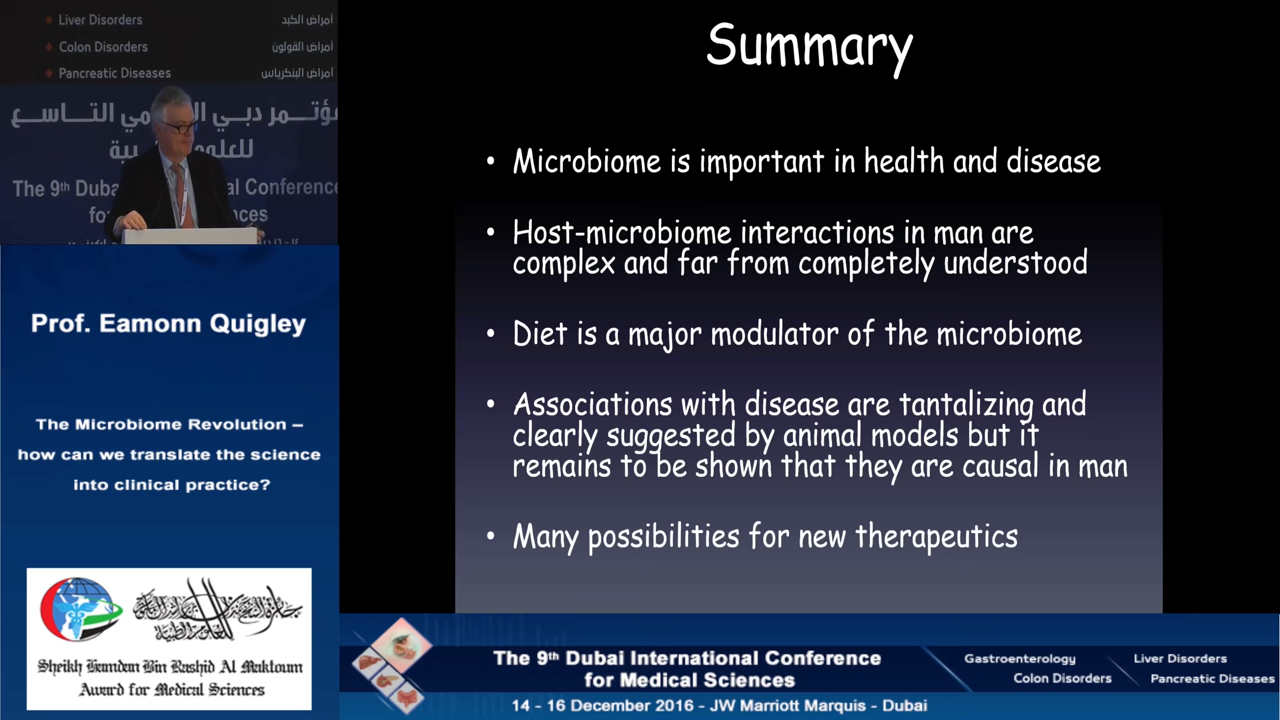 Liver Disorders
أمراض الكبد
Colon Disorders
أمراض القولون
Pancreatic Diseases
أمراض البنكرياس
The 9th Dubai
al Conference
Prof. Eamonn Quigley
The Microbiome Revolution –
how can we translate the science
into clinical practice?
Sheikh Hamdan Bin Rashid Al Maktoum
Award for Medical Sciences
Summary
• Microbiome is important in health and disease
• Host-microbiome interactions in man are
complex and far from completely understood
• Diet is a major modulator of the microbiome
• Associations with disease are tantalizing and
clearly suggested by animal models but it
remains to be shown that they are causal in man
• Many possibilities for new therapeutics
The 9th Dubai International Conference
for Medical Sciences
14 - 16 December 2016 - JW Marriott Marquis - Dubai
Gastroenterology
Liver Disorders
Colon Disorders
Pancreatic Diseases